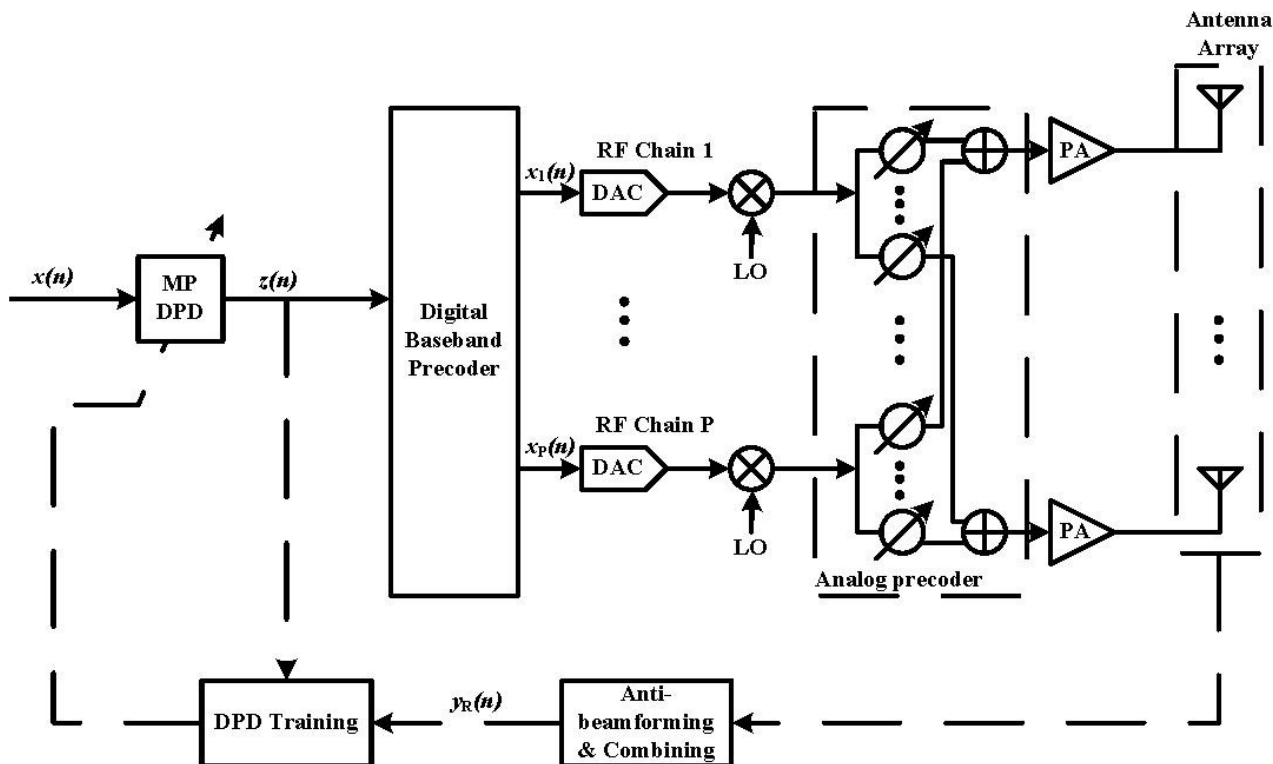 Antenna
Array
x(n)
MP
DPD
z(n)
Digital
Baseband
Precoder
x₁(n)
RF Chain 1
DAC
LO
PA
xP(n)
RF Chain P
DAC
LO
PA
Analog precoder
DPD Training
yR(n)
Anti-
beamforming
& Combining